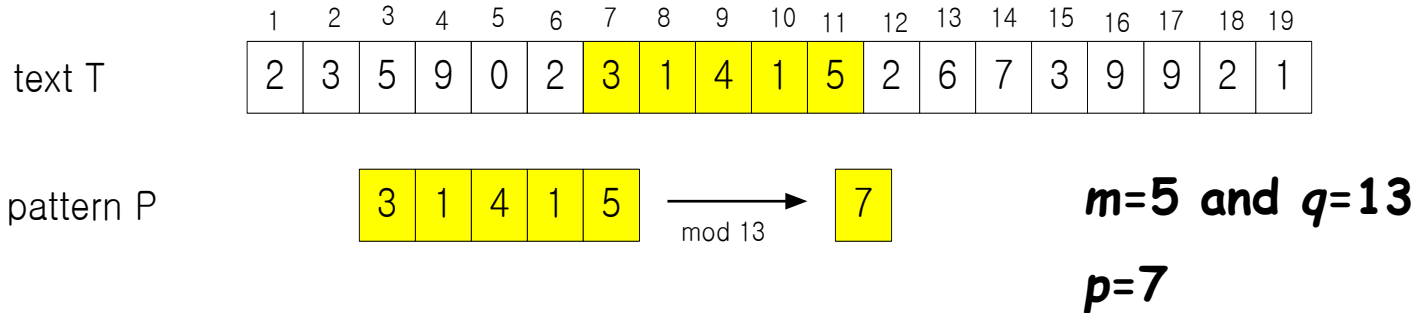 1 2 3 4 5 6 7 8 9 10 11 12 13 14 15 16 17 18 19
text T 2 3 5 9 0 2 3 1 4 1 5 2 6 7 3 9 9 2 1
pattern P 3 1 4 1 5 mod 13 7 m=5 and q=13
p=7